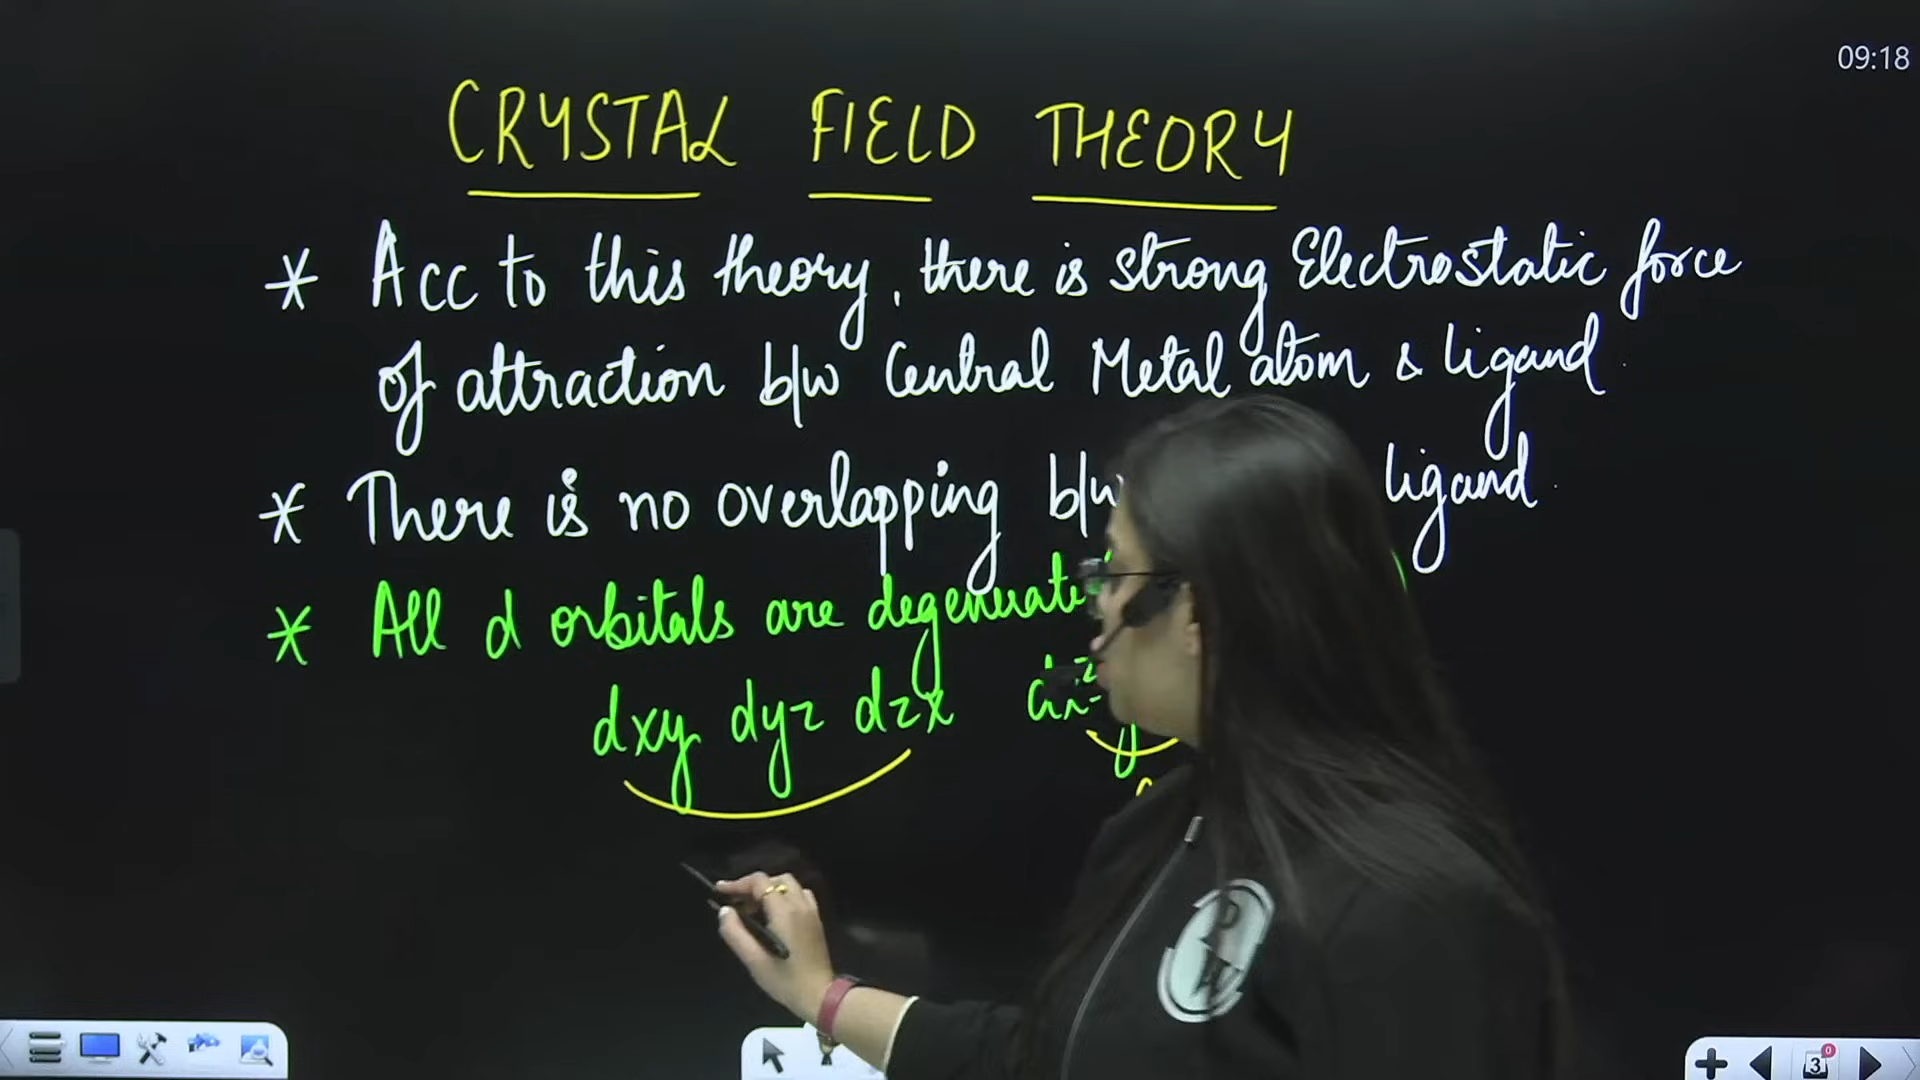 09:18
CRYSTAL FIELD THEORY
* Acc to this theory, there is strong Electrostatic force
of attraction b/w Central Metal atom & ligand.
* There is no overlapping b/w ligand.
* All d orbitals are degenerate
dxy dyz dzx
3
0